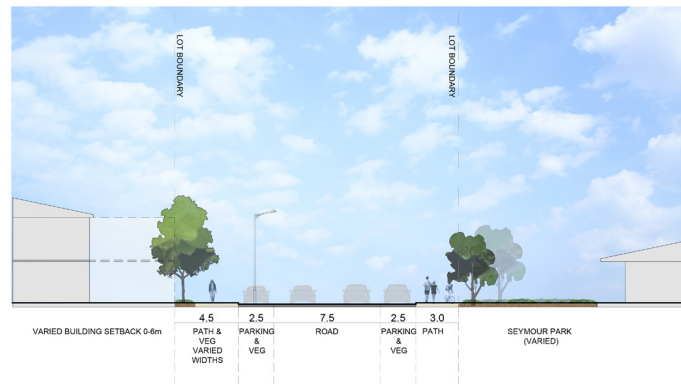 LOT BOUNDARY
LOT BOUNDARY
4.5
2.5
7.5
2.5
3.0
VARIED BUILDING SETBACK 0-6m
PATH &
VEG
VARIED
WIDTHS
PARKING
&
VEG
ROAD
PARKING
&
VEG
PATH
SEYMOUR PARK
(VARIED)